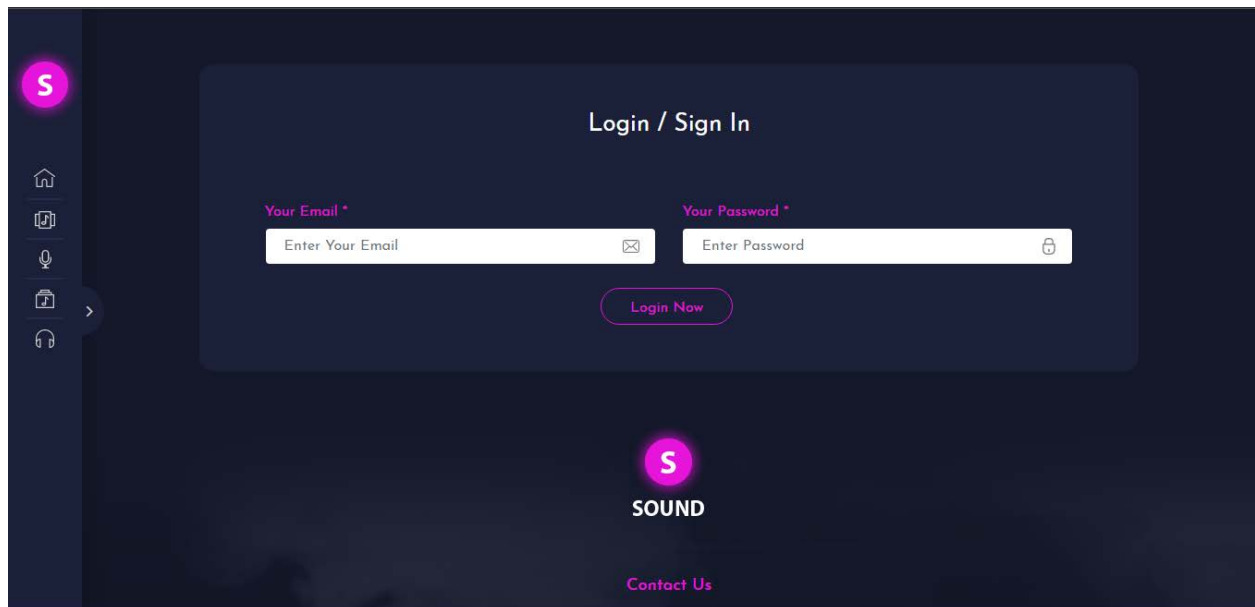 S
Login / Sign In
Your Email * Your Password *
Enter Your Email Enter Password
Login Now
S
SOUND
Contact Us